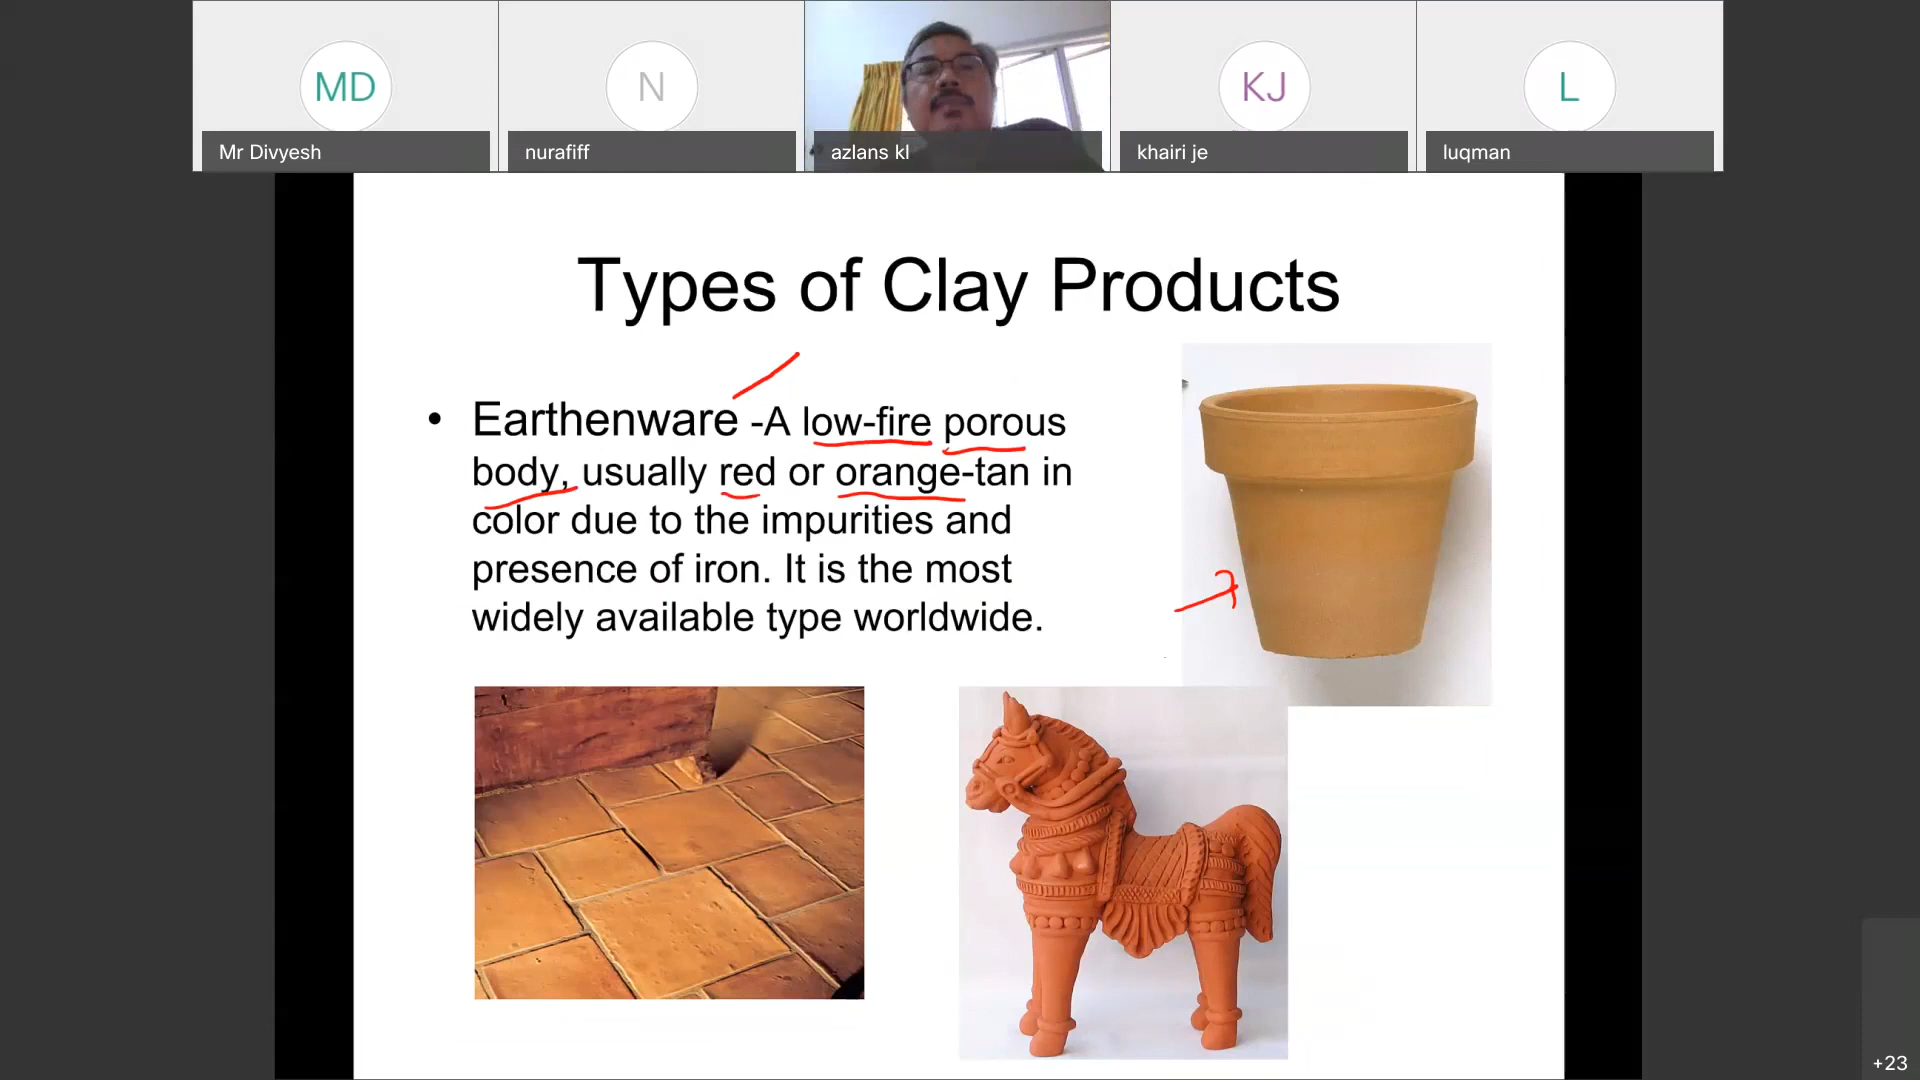 MD
N
KJ
L
Mr Divyesh
nurafiff
azlans kl
khairi je
luqman
Types of Clay Products
• Earthenware -A low-fire porous
body, usually red or orange-tan in
color due to the impurities and
presence of iron. It is the most
widely available type worldwide.
+23